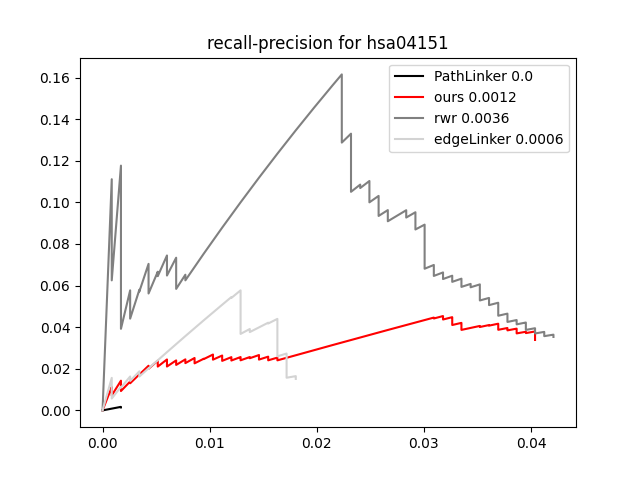 recall-precision for hsa04151
PathLinker 0.0
ours 0.0012
rwr 0.0036
edgeLinker 0.0006
0.16
0.14
0.12
0.10
0.08
0.06
0.04
0.02
0.00
0.00 0.01 0.02 0.03 0.04